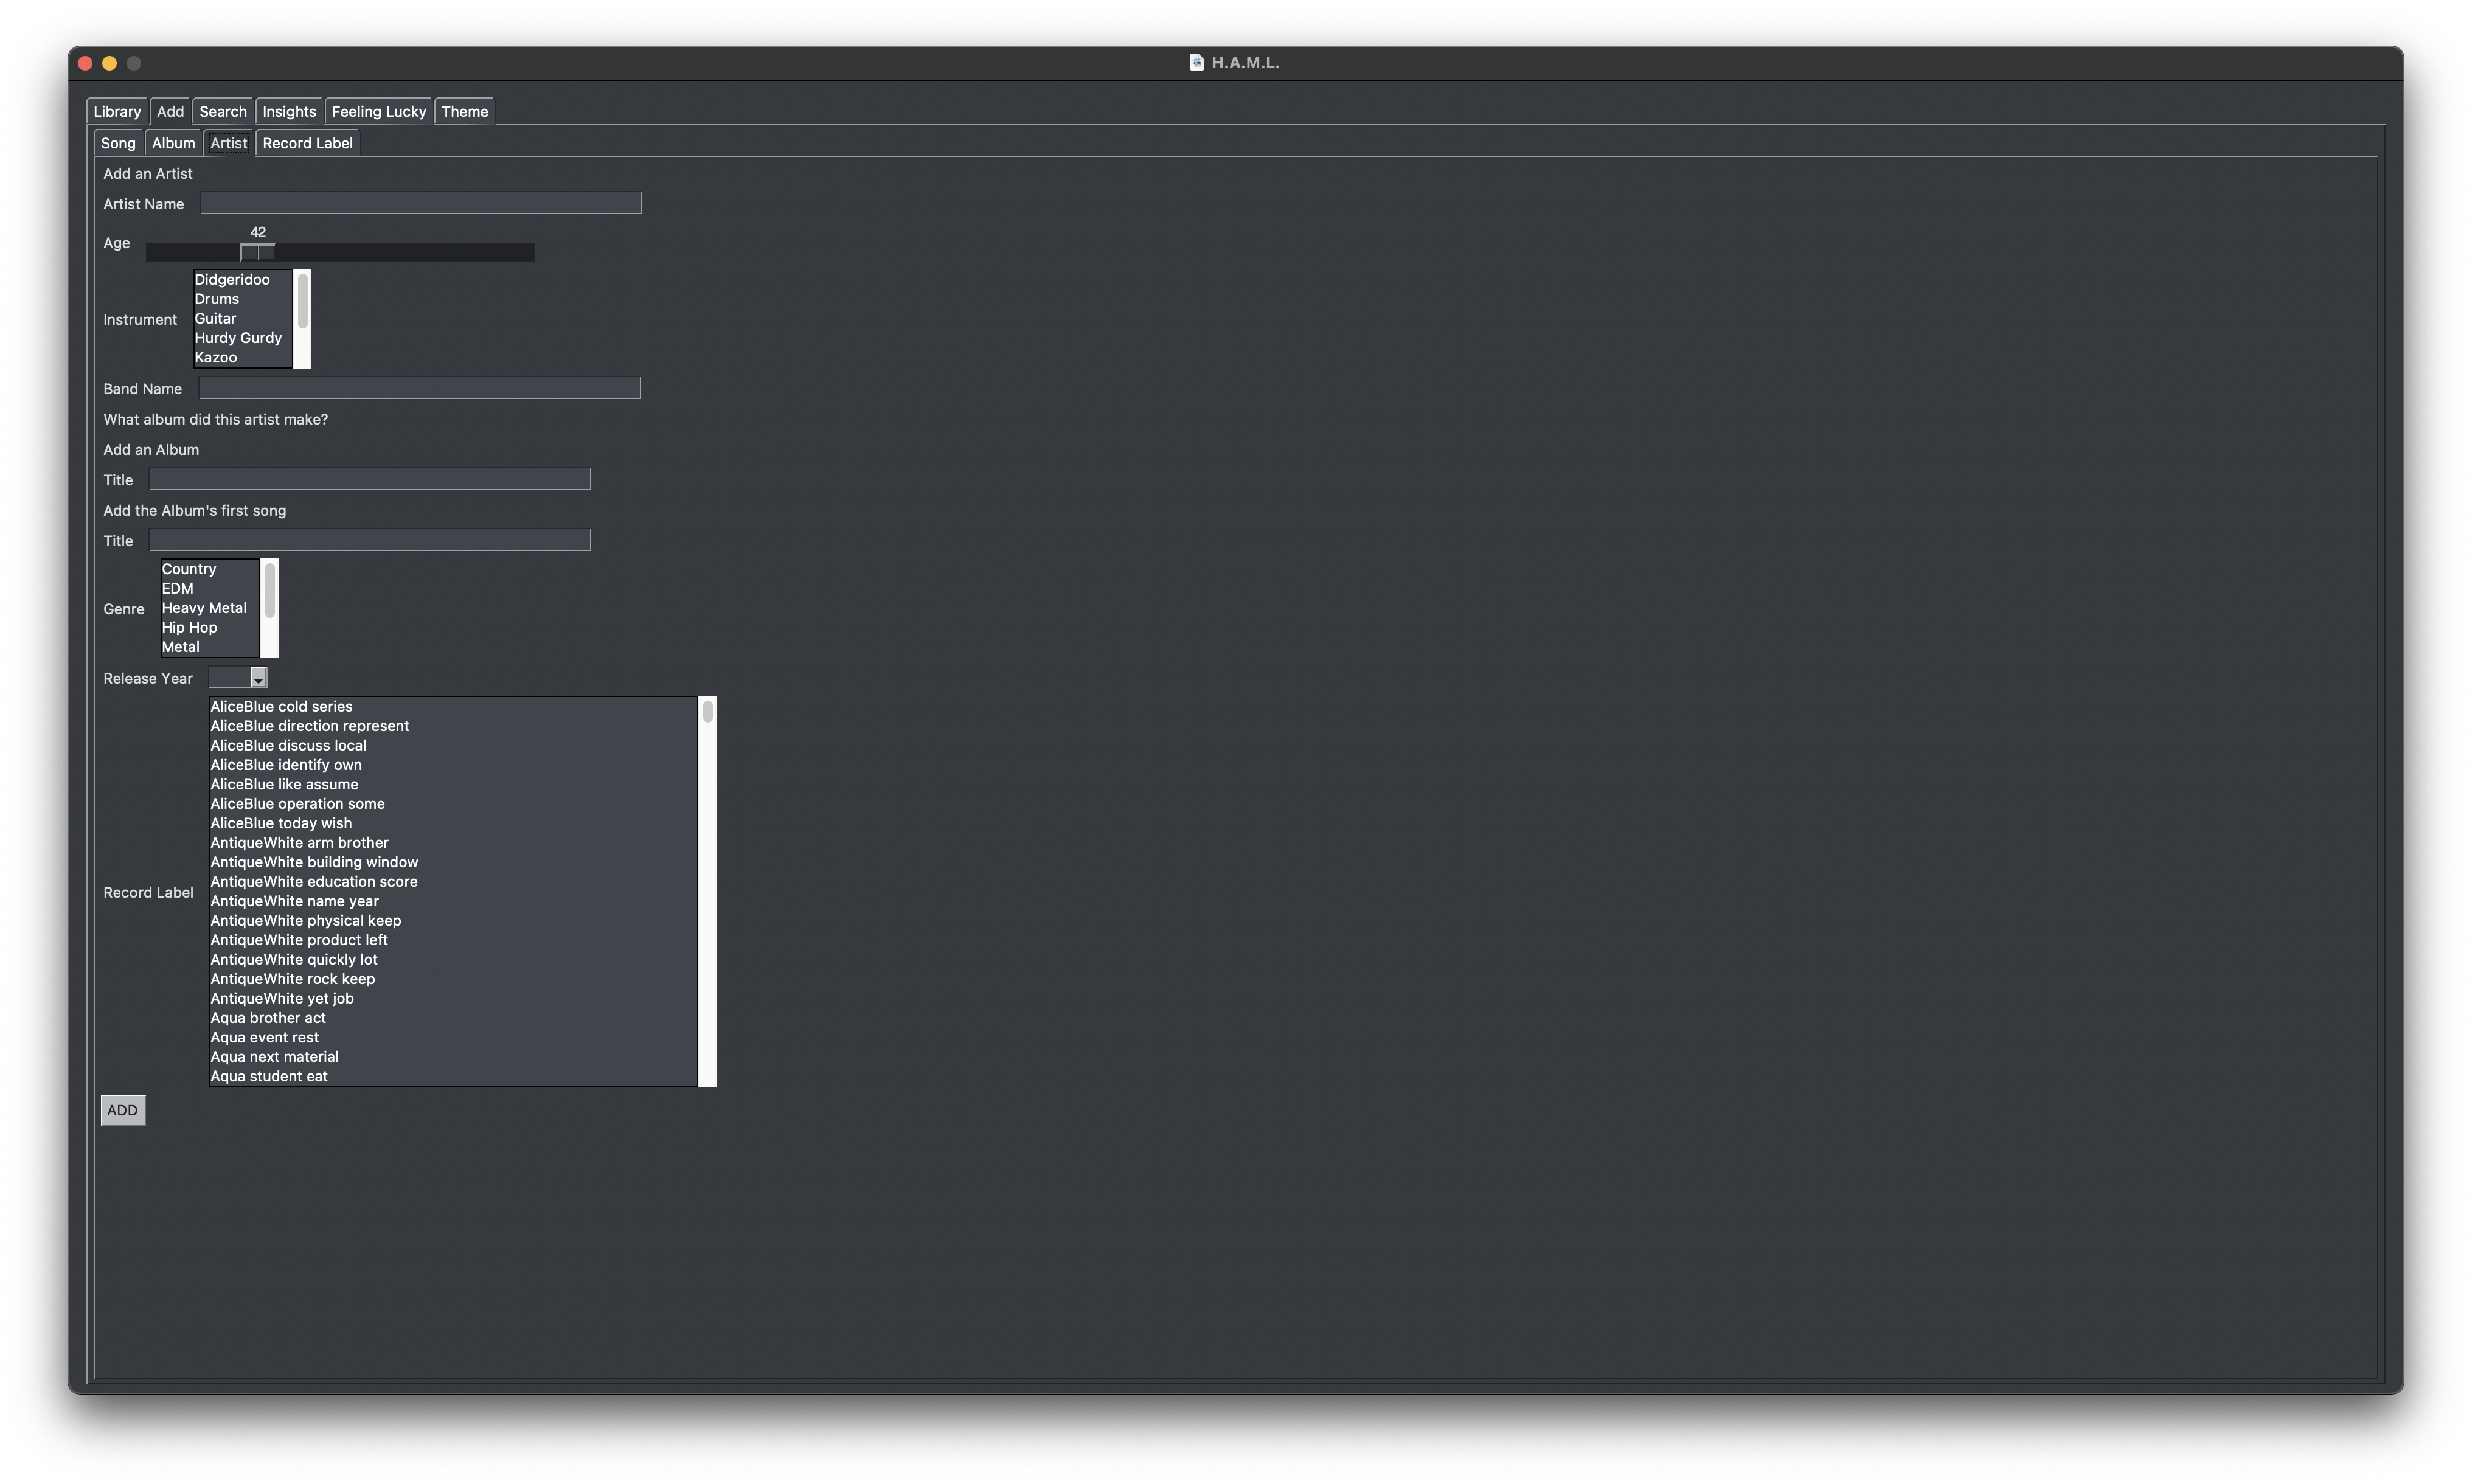 H.A.M.L.
Library Add Search Insights Feeling Lucky Theme
Song Album Artist Record Label
Add an Artist
Artist Name
42
Age
Didgeridoo
Drums
Guitar
Instrument
Hurdy Gurdy
Kazoo
Band Name
What album did this artist make?
Add an Album
Title
Add the Album's first song
Title
Country
EDM
Heavy Metal
Genre
Hip Hop
Metal
Release Year
AliceBlue cold series
AliceBlue direction represent
AliceBlue discuss local
AliceBlue identify own
AliceBlue like assume
AliceBlue operation some
AliceBlue today wish
AntiqueWhite arm brother
AntiqueWhite building window
AntiqueWhite education score
Record Label
AntiqueWhite name year
AntiqueWhite physical keep
AntiqueWhite product left
AntiqueWhite quickly lot
AntiqueWhite rock keep
AntiqueWhite yet job
Aqua brother act
Aqua event rest
Aqua next material
Aqua student eat
ADD